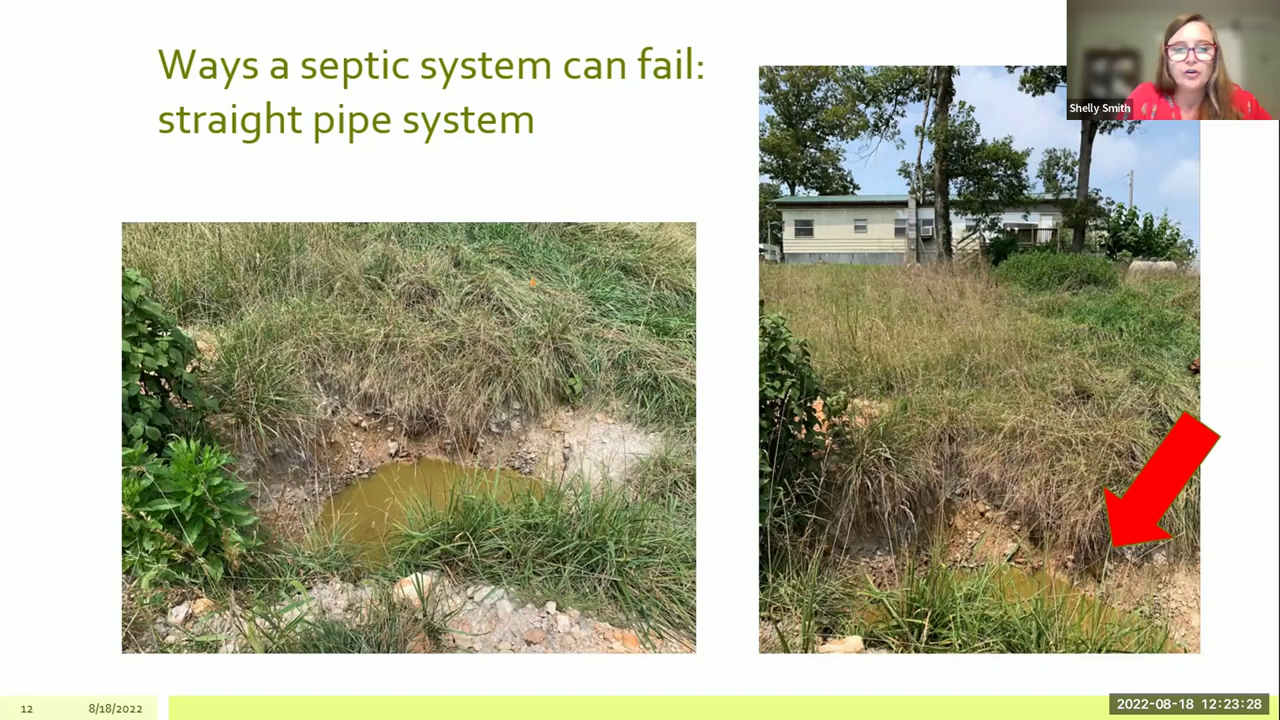 Ways a septic system can fail:
straight pipe system
Shelly Smith
12
8/18/2022
2022-08-18 12:23:28